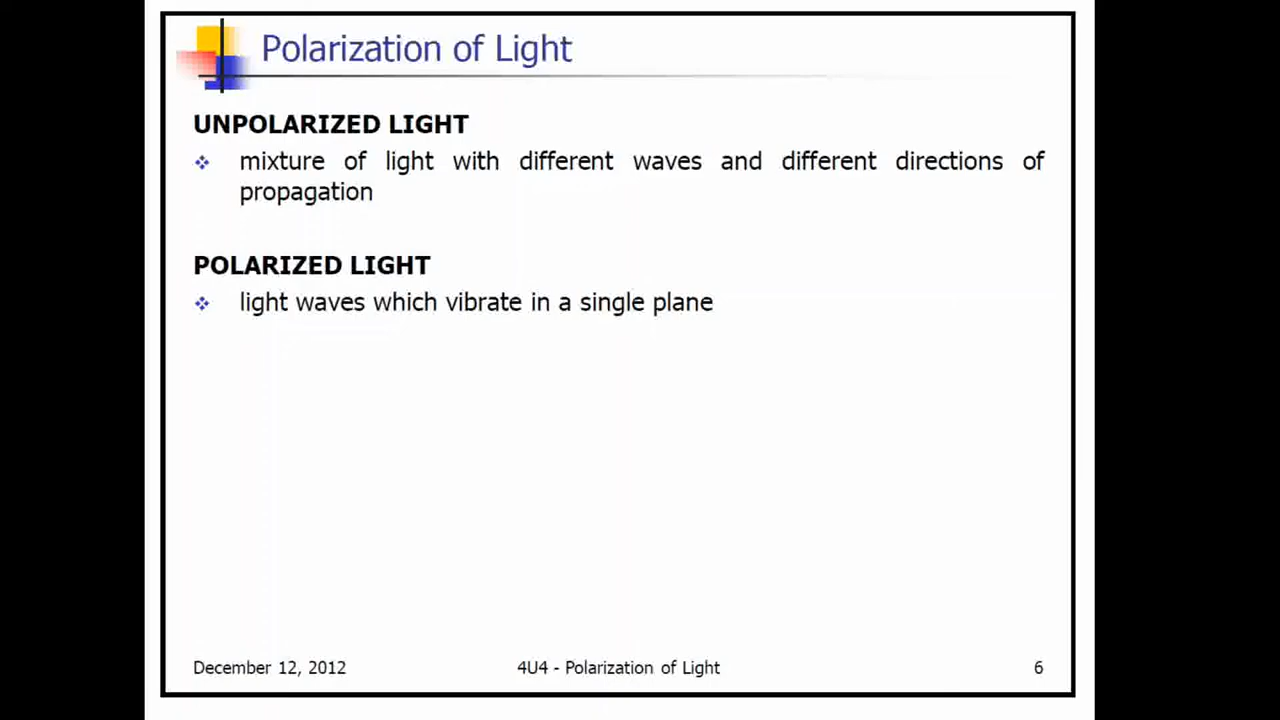 Polarization of Light
UNPOLARIZED LIGHT
mixture of light with different waves and different directions of
propagation
POLARIZED LIGHT
light waves which vibrate in a single plane
December 12, 2012
4U4 - Polarization of Light
6